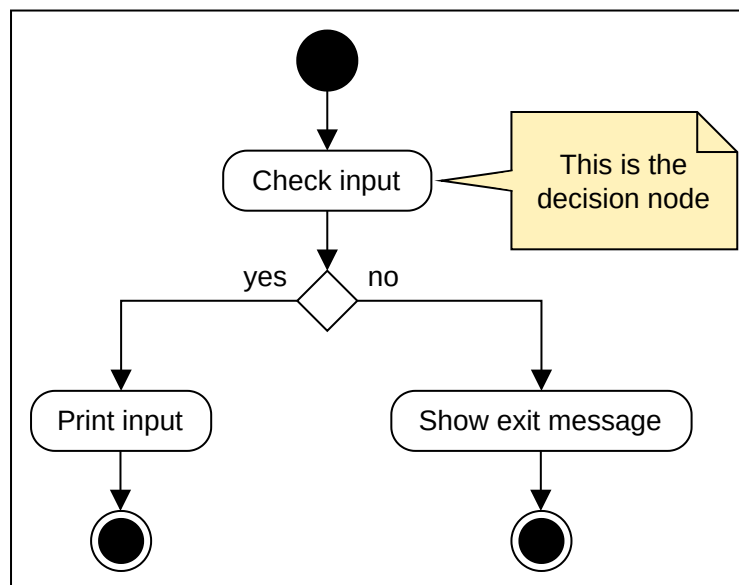 This is the
decision node
Check input
yes
no
Print input
Show exit message